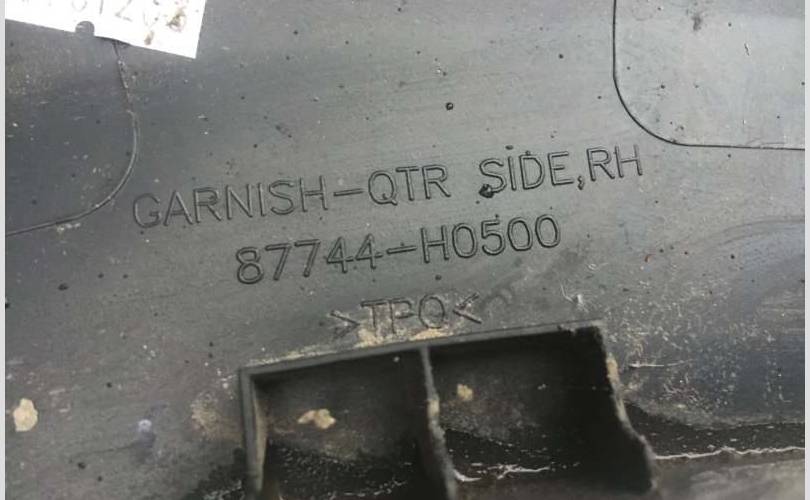 GARNISH-QTR SIDE,RH
87744-H0500
>TPO<